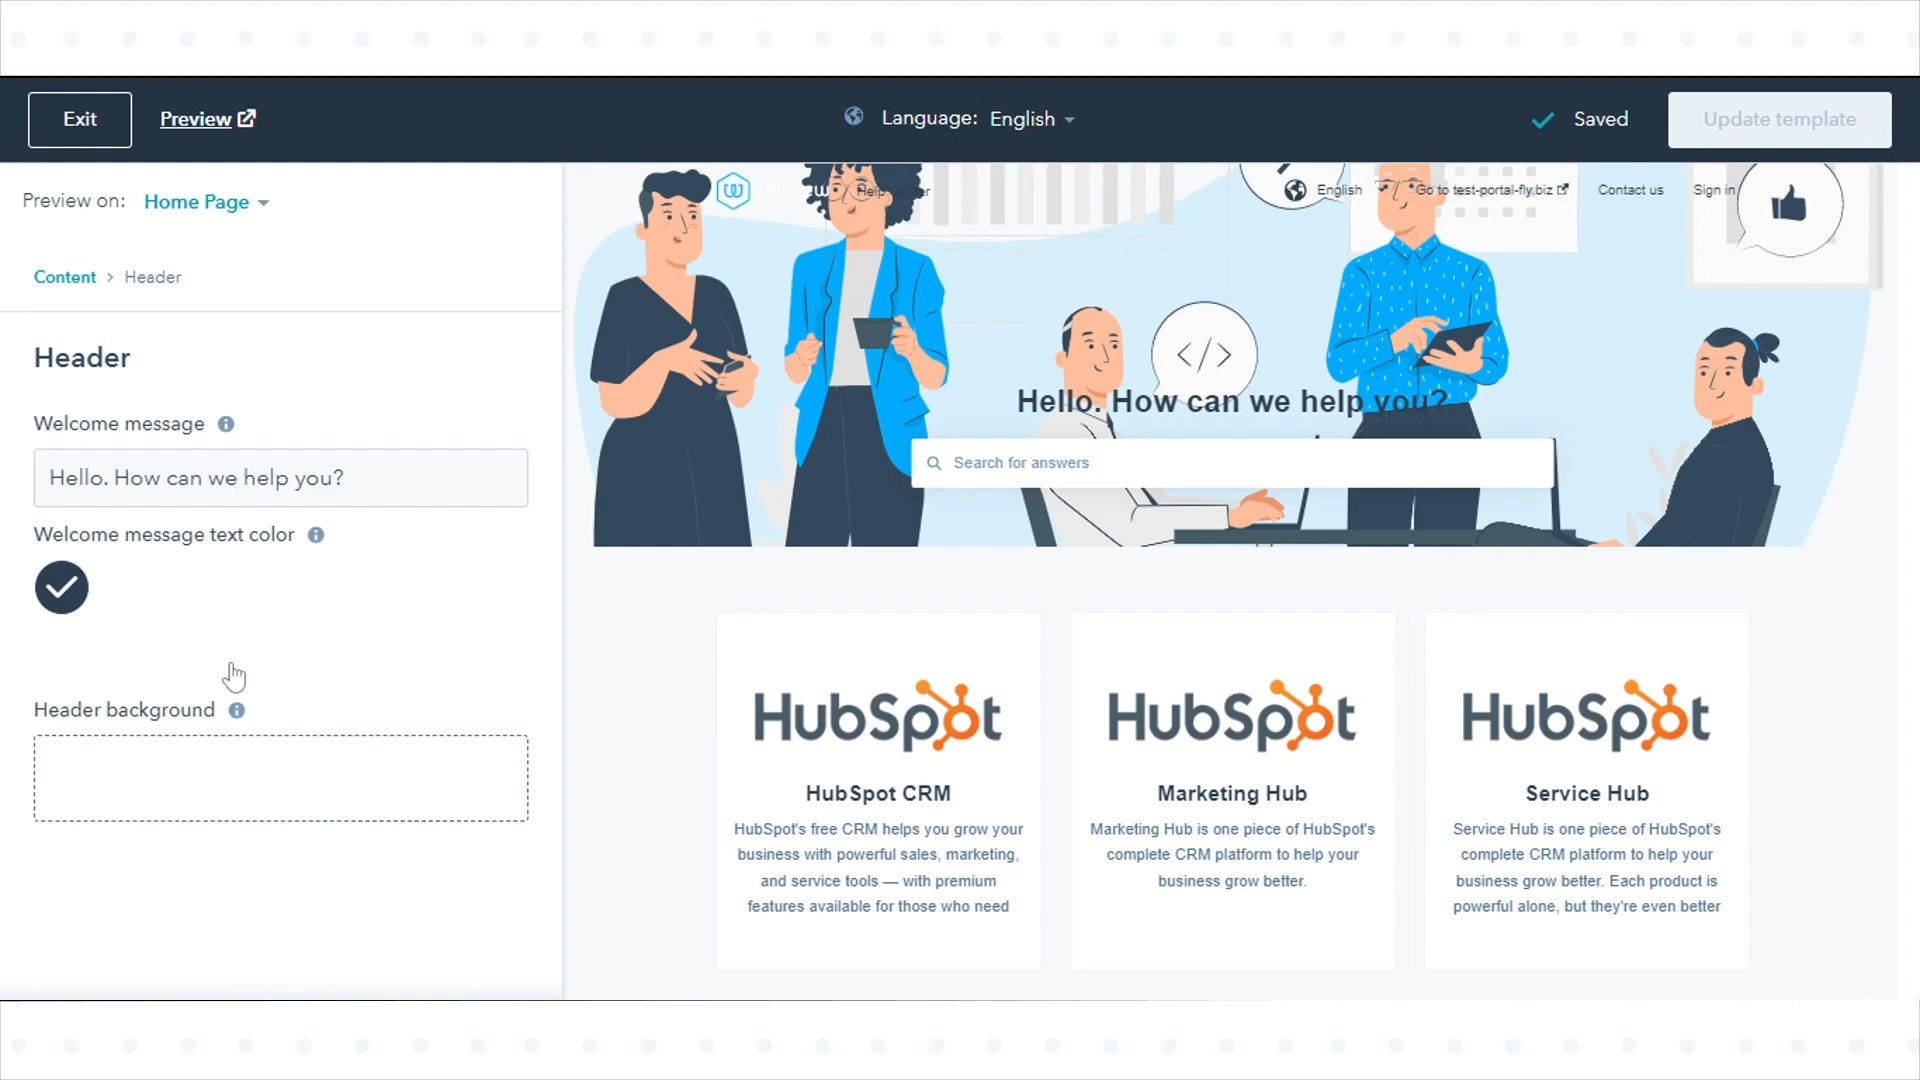 Exit
Preview
Language: English
Saved
Update template
Preview on: Home Page
Content > Header
Header
Welcome message
Hello. How can we help you?
Welcome message text color
Header background
English
Go to test-portal-fly.biz
Contact us
Sign in
</>
Hello. How can we help you?
Search for answers
HubSpot
HubSpot CRM
HubSpot's free CRM helps you grow your
business with powerful sales, marketing,
and service tools — with premium
features available for those who need
HubSpot
Marketing Hub
Marketing Hub is one piece of HubSpot's
complete CRM platform to help your
business grow better.
HubSpot
Service Hub
Service Hub is one piece of HubSpot's
complete CRM platform to help your
business grow better. Each product is
powerful alone, but they're even better